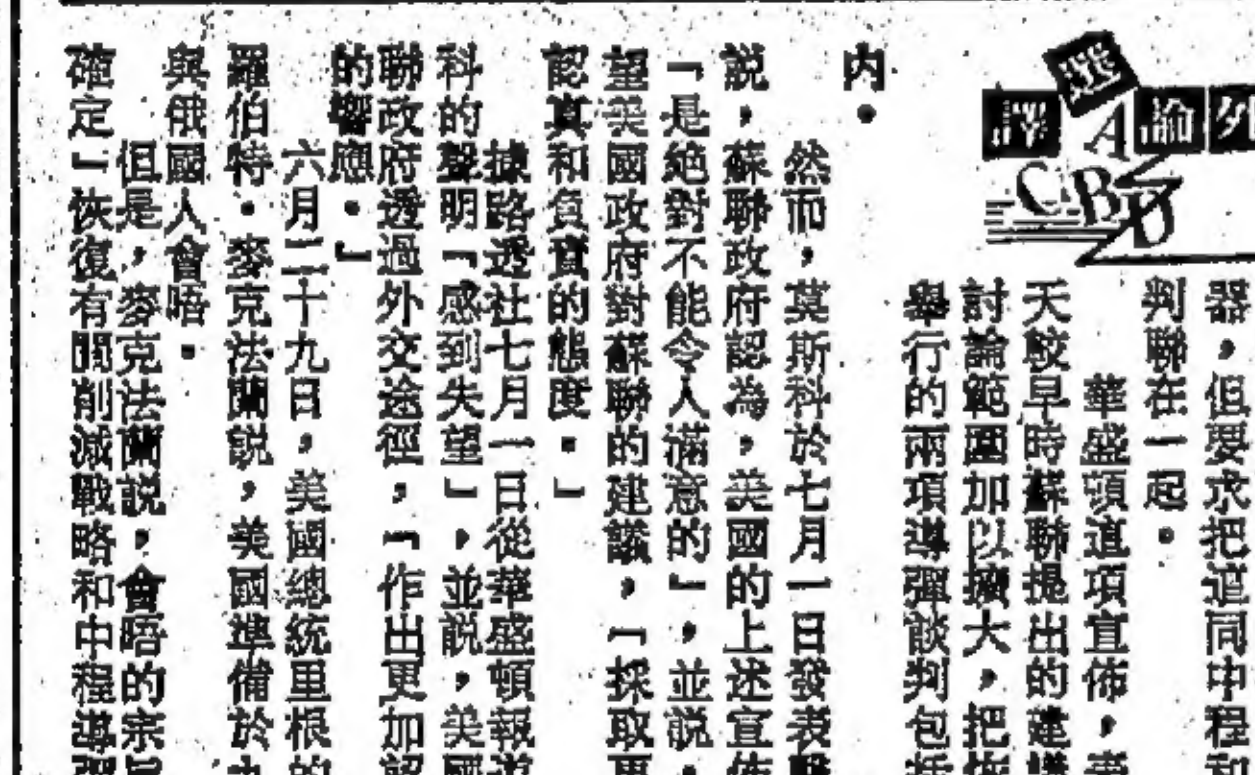 外論選評
ABCD
器，但要求把這同中程和
判聯在一起。
華盛頓這項宣佈，
天較早時蘇聯提出的建議
討論範圍加以擴大，把
舉行的兩項導彈談判包括
內。
然而，莫斯科於七月一日發表聲
說，蘇聯政府認為，美國的上述宣佈
「是絕對不能令人滿意的」，並說，
望美國政府對蘇聯的建議，「採取更
認真和負責的態度。」
據路透社七月一日從華盛頓報道
科的聲明「感到失望」，並說，美國
聯政府透過外交途徑，「作出更加認
的響應。」
六月二十九日，美國總統里根的
羅伯特・麥克法蘭說，美國準備於九
與俄國人會晤。
但是，麥克法蘭說，會晤的宗旨
確定「恢復有關削減戰略和中程導彈